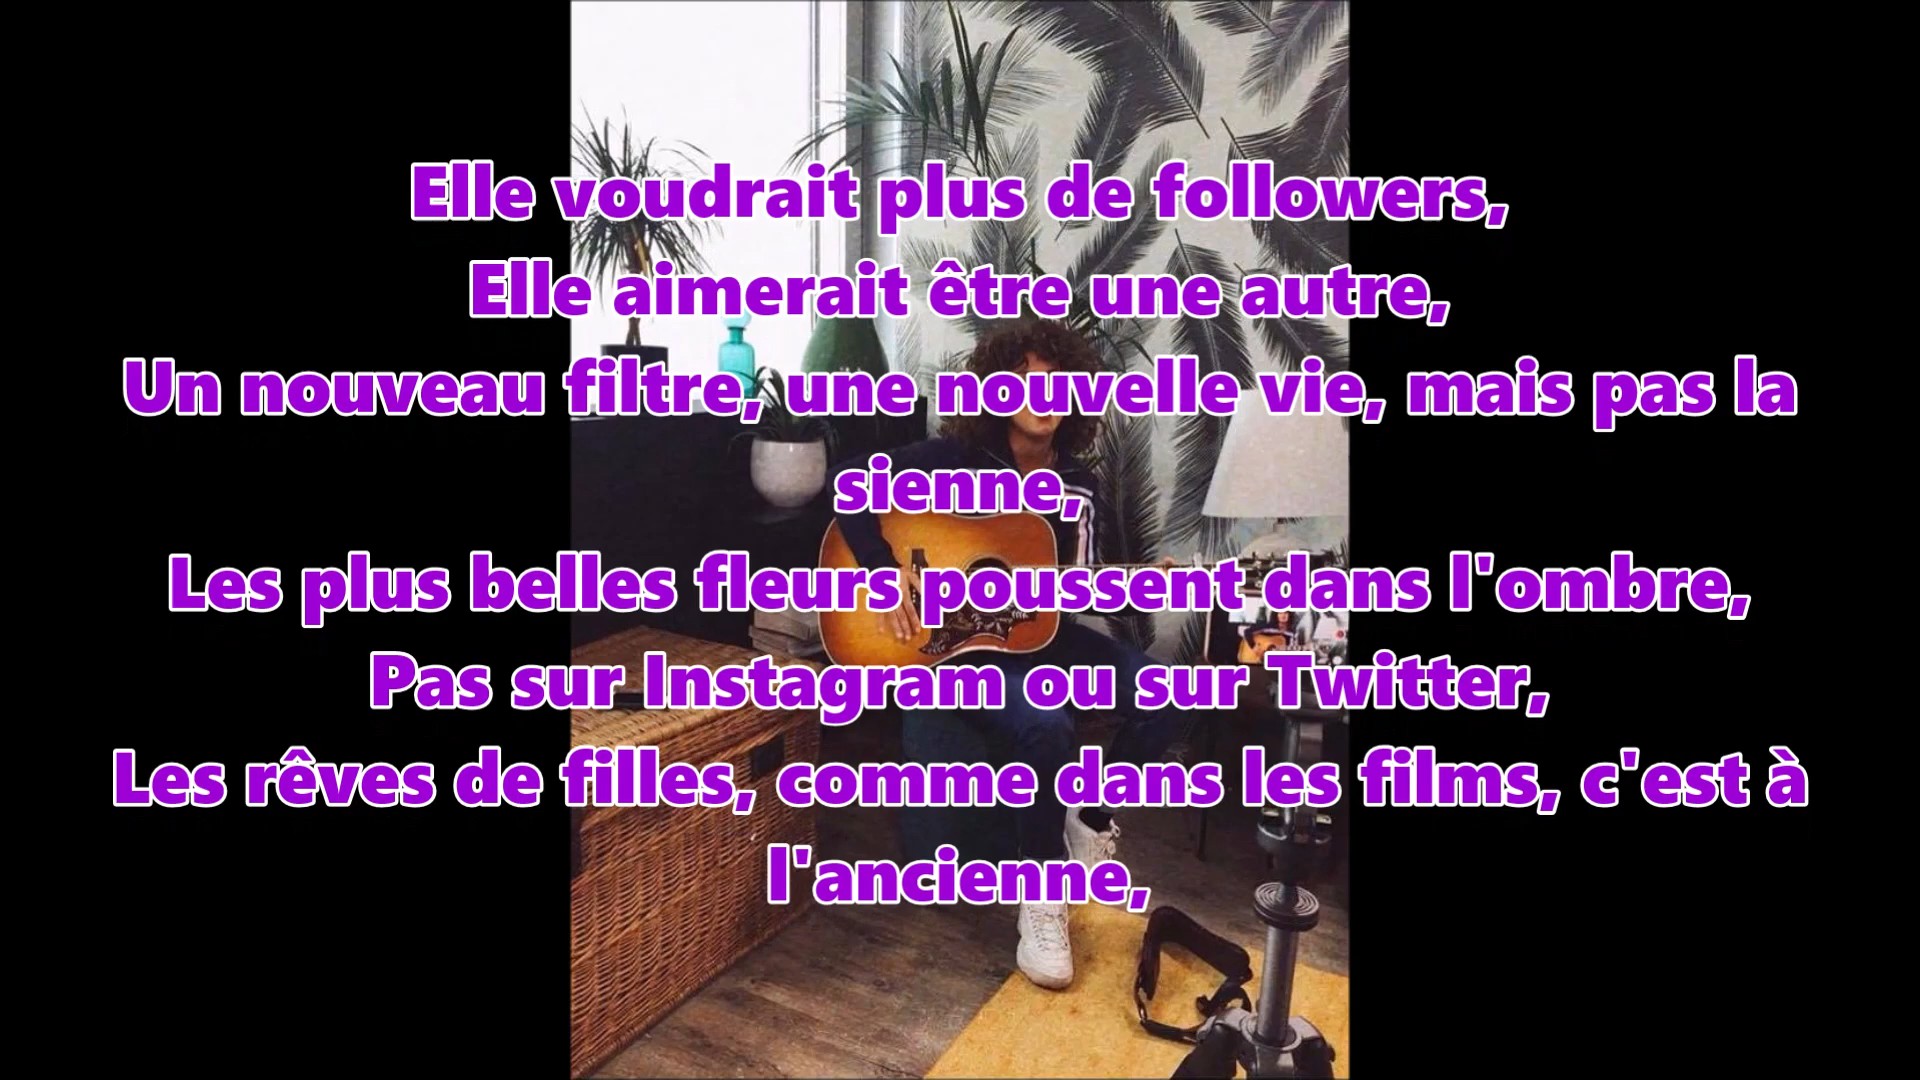 Elle voudrait plus de followers,
Elle aimerait être une autre,
Un nouveau filtre, une nouvelle vie, mais pas la
sienne,
Les plus belles fleurs poussent dans l'ombre,
Pas sur Instagram ou sur Twitter,
Les rêves de filles, comme dans les films, c'est à
l'ancienne,